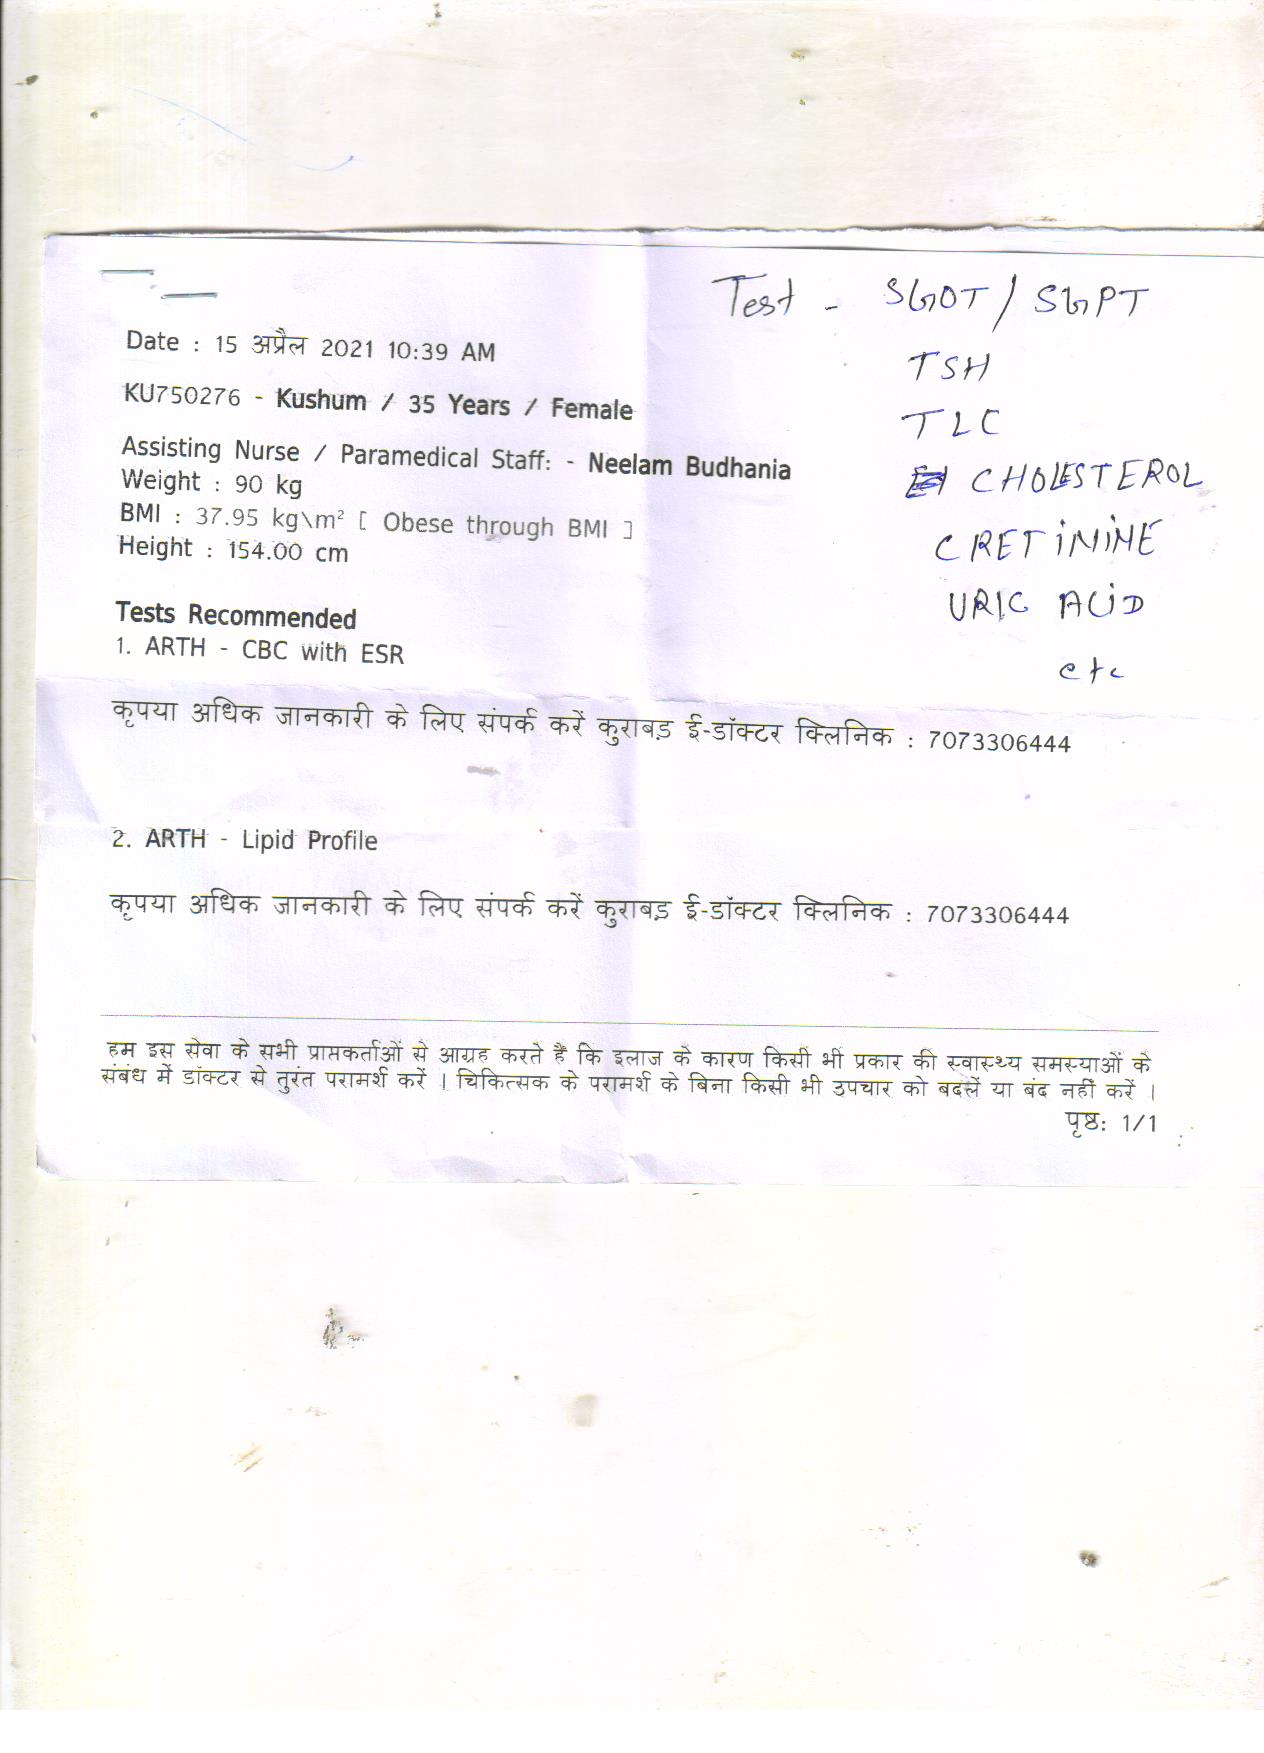 Test - SGOT / SGPT
TSH
TLC
CHOLESTEROL
CRETININE
URIC ACID
etc
Date : 15 अप्रैल 2021 10:39 AM
KU750276 - Kushum / 35 Years / Female
Assisting Nurse / Paramedical Staff: - Neelam Budhania
Weight : 90 kg
BMI : 37.95 kg\m² [ Obese through BMI ]
Height : 154.00 cm
Tests Recommended
1. ARTH - CBC with ESR
कृपया अधिक जानकारी के लिए संपर्क करें कुराबड़ ई-डॉक्टर क्लिनिक : 7073306444
2. ARTH - Lipid Profile
कृपया अधिक जानकारी के लिए संपर्क करें कुराबड़ ई-डॉक्टर क्लिनिक : 7073306444
हम इस सेवा के सभी प्राप्तकर्ताओं से आग्रह करते हैं कि इलाज के कारण किसी भी प्रकार की स्वास्थ्य समस्याओं के
संबंध में डॉक्टर से तुरंत परामर्श करें । चिकित्सक के परामर्श के बिना किसी भी उपचार को बदलें या बंद नहीं करें ।
पृष्ठ: 1/1